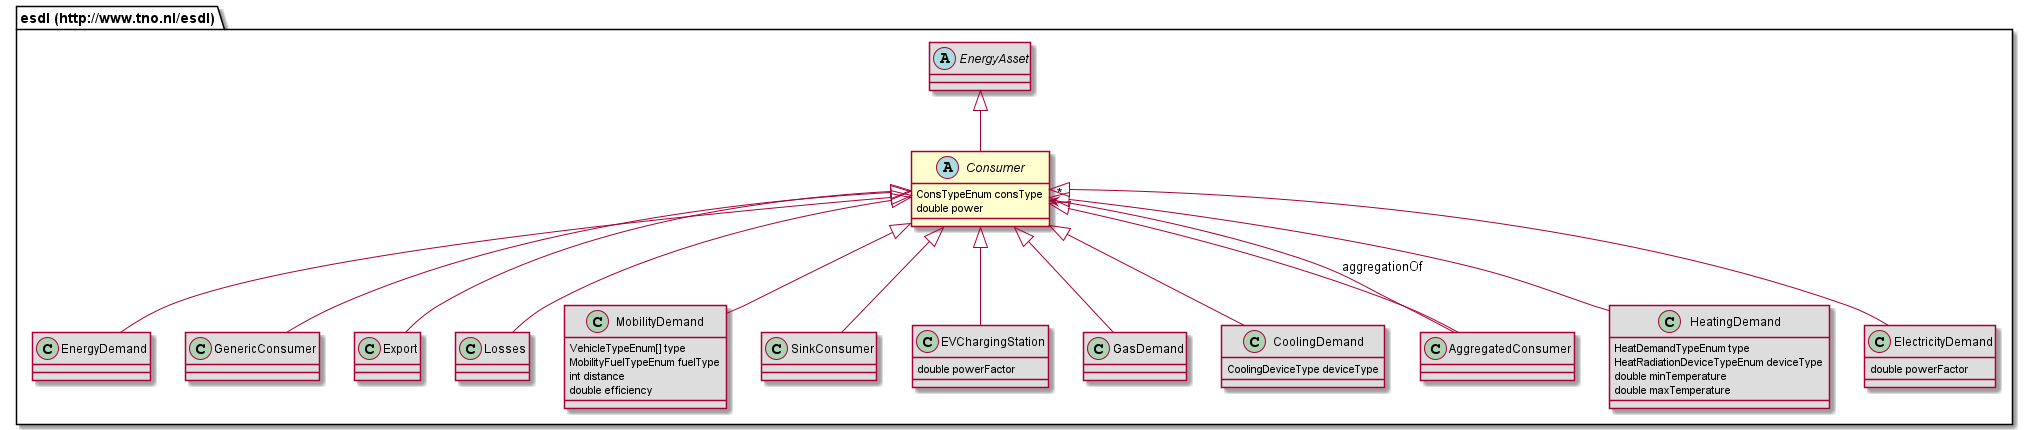 esdl (http://www.tno.nl/esdl)
A EnergyAsset
A Consumer
ConsTypeEnum consType
double power
*
aggregationOf
C EnergyDemand
C GenericConsumer
C Export
C Losses
C MobilityDemand
VehicleTypeEnum[] type
MobilityFuelTypeEnum fuelType
int distance
double efficiency
C SinkConsumer
C EVChargingStation
double powerFactor
C GasDemand
C CoolingDemand
CoolingDeviceType deviceType
C AggregatedConsumer
C HeatingDemand
HeatDemandTypeEnum type
HeatRadiationDeviceTypeEnum deviceType
double minTemperature
double maxTemperature
C ElectricityDemand
double powerFactor